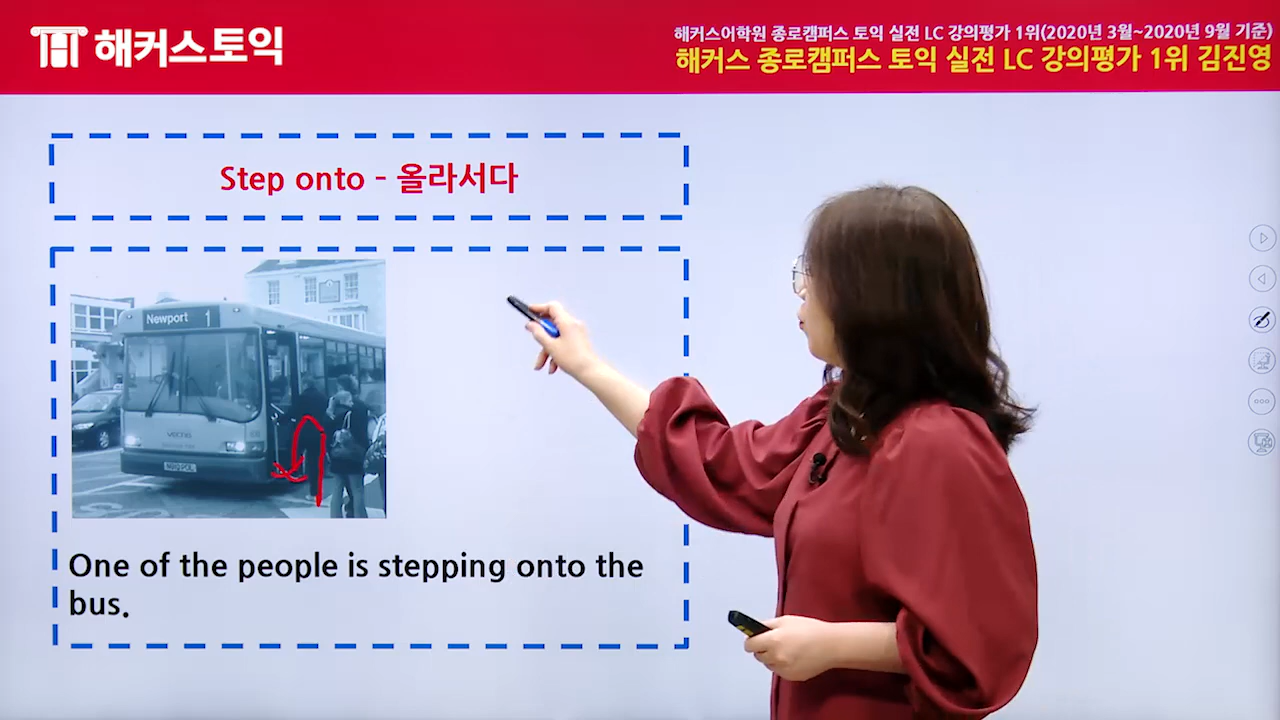 해커스토익
해커스어학원 종로캠퍼스 토익 실전 LC 강의평가 1위(2020년 3월~2020년 9월 기준)
해커스 종로캠퍼스 토익 실전 LC 강의평가 1위 김진영
Step onto - 올라서다
Newport 1
One of the people is stepping onto the
bus.